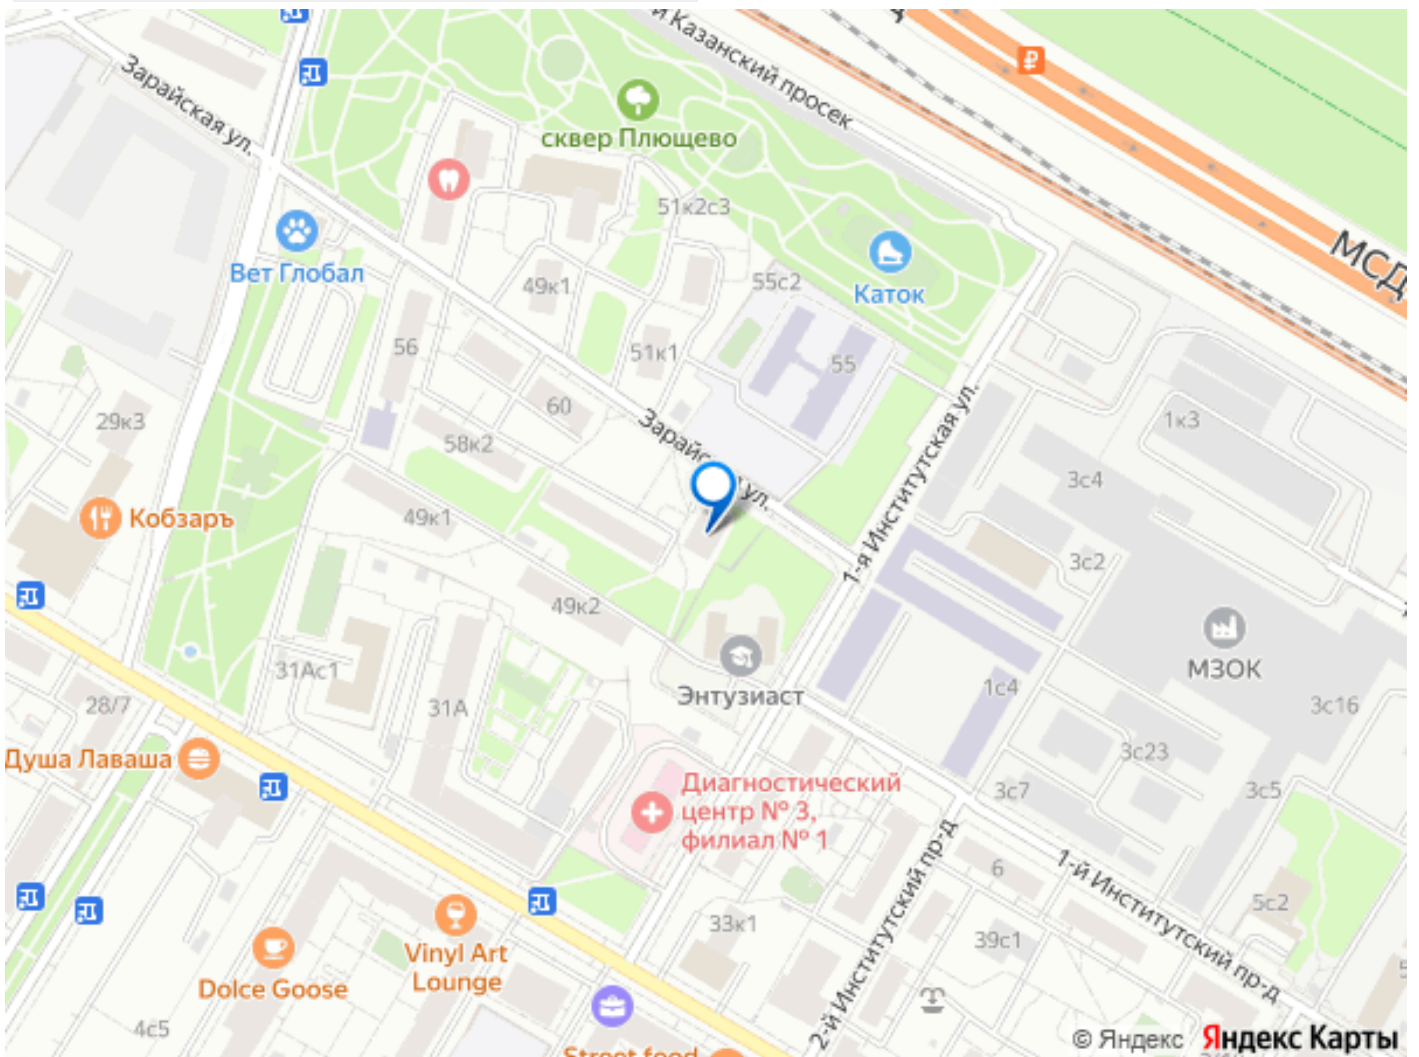 й Казанский просек
Зарайская ул.
сквер Плющево
51к2с3
Вет Глобал
49к1
55с2
Каток
МСД
56
51к1
55
60
29к3
Зарайская ул.
1к3
58к2
1-я Институтская ул.
3с4
Кобзаръ
49к1
3с2
49к2
МЗОК
31Ас1
Энтузиаст
1с4
28/7
31А
3с16
3с23
Душа Лаваша
Диагностический
центр № 3,
филиал № 1
3с7
3с5
6
1-й Институтский пр-д
2-й Институтский пр-д
5с2
33к1
39с1
Vinyl Art
Lounge
Dolce Goose
4с5
Street food
© Яндекс Яндекс Карты